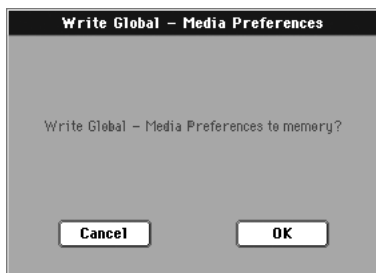 Write Global – Media Preferences
Write Global – Media Preferences to memory?
Cancel OK